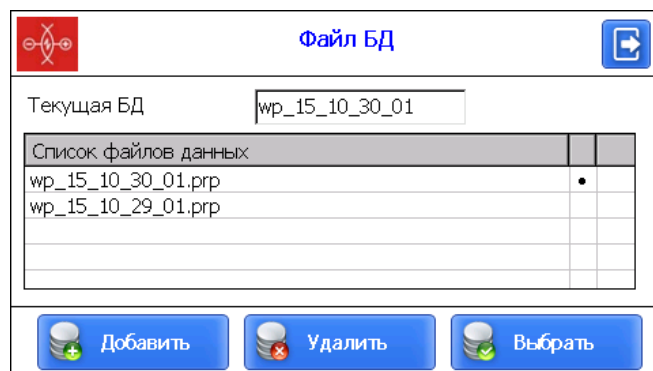 Файл БД
Текущая БД wp_15_10_30_01
Список файлов данных
wp_15_10_30_01.prp •
wp_15_10_29_01.prp
Добавить Удалить Выбрать